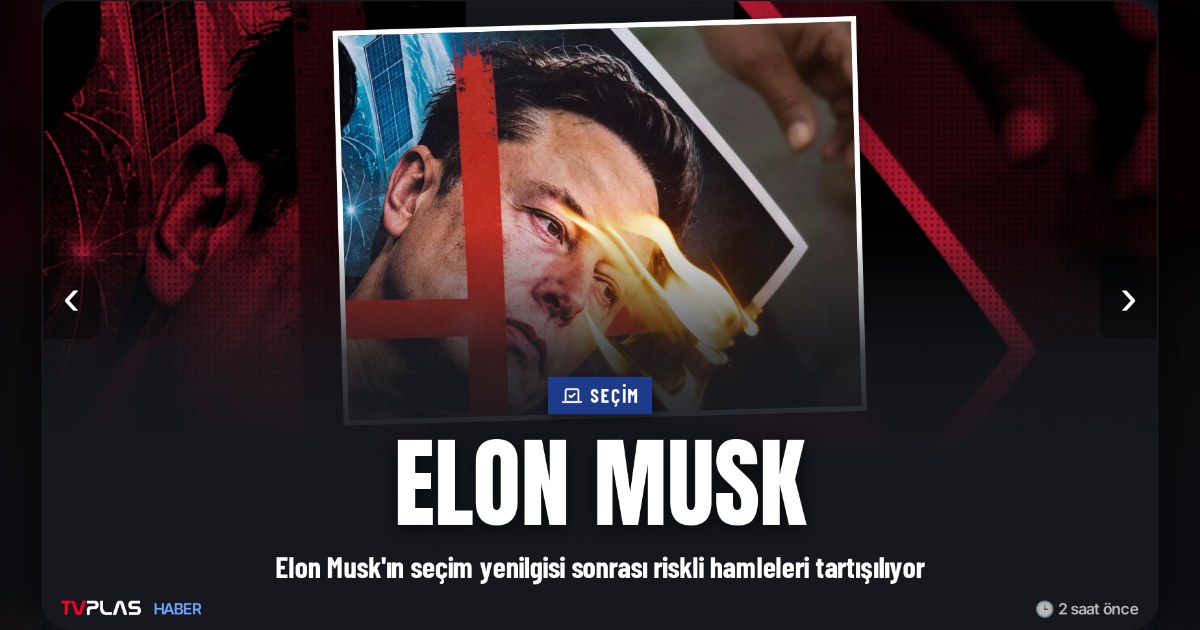 SEÇİM
ELON MUSK
Elon Musk'ın seçim yenilgisi sonrası riskli hamleleri tartışılıyor
TVPLAS HABER
2 saat önce